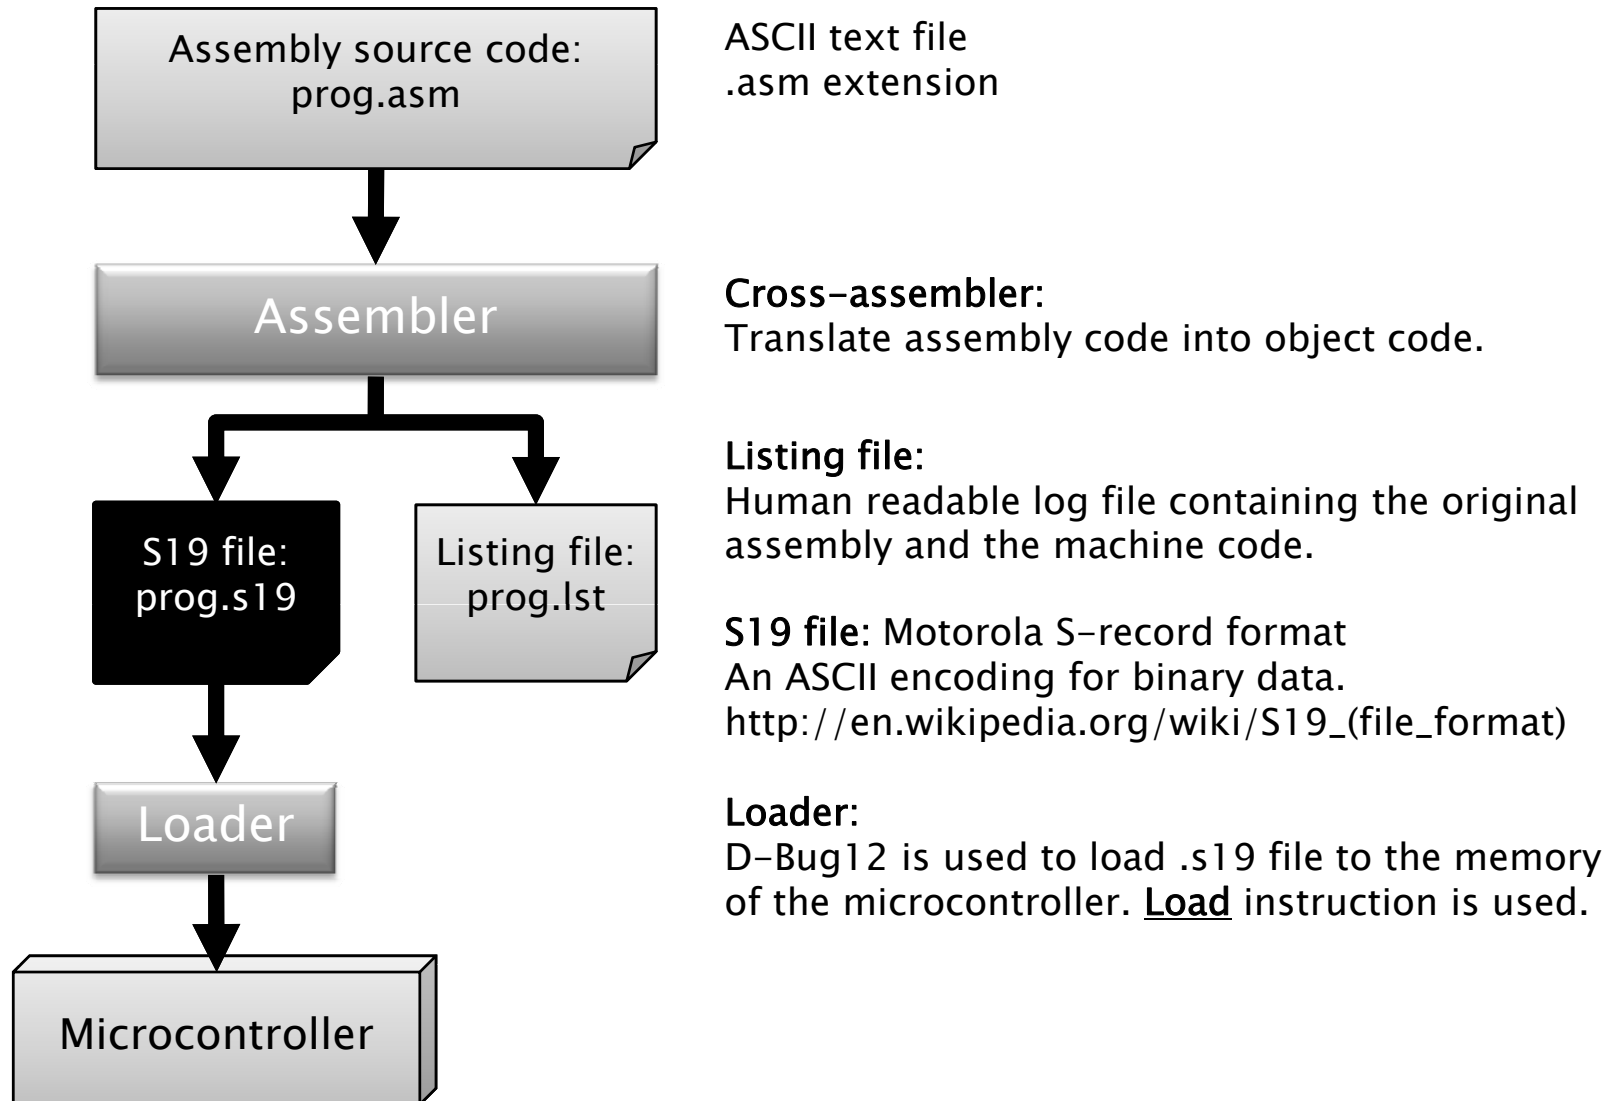 Assembly source code:
prog.asm
ASCII text file
.asm extension
Assembler
Cross-assembler:
Translate assembly code into object code.
S19 file:
prog.s19
Listing file:
prog.lst
Listing file:
Human readable log file containing the original
assembly and the machine code.
S19 file: Motorola S-record format
An ASCII encoding for binary data.
http://en.wikipedia.org/wiki/S19_(file_format)
Loader
Loader:
D-Bug12 is used to load .s19 file to the memory
of the microcontroller. Load instruction is used.
Microcontroller